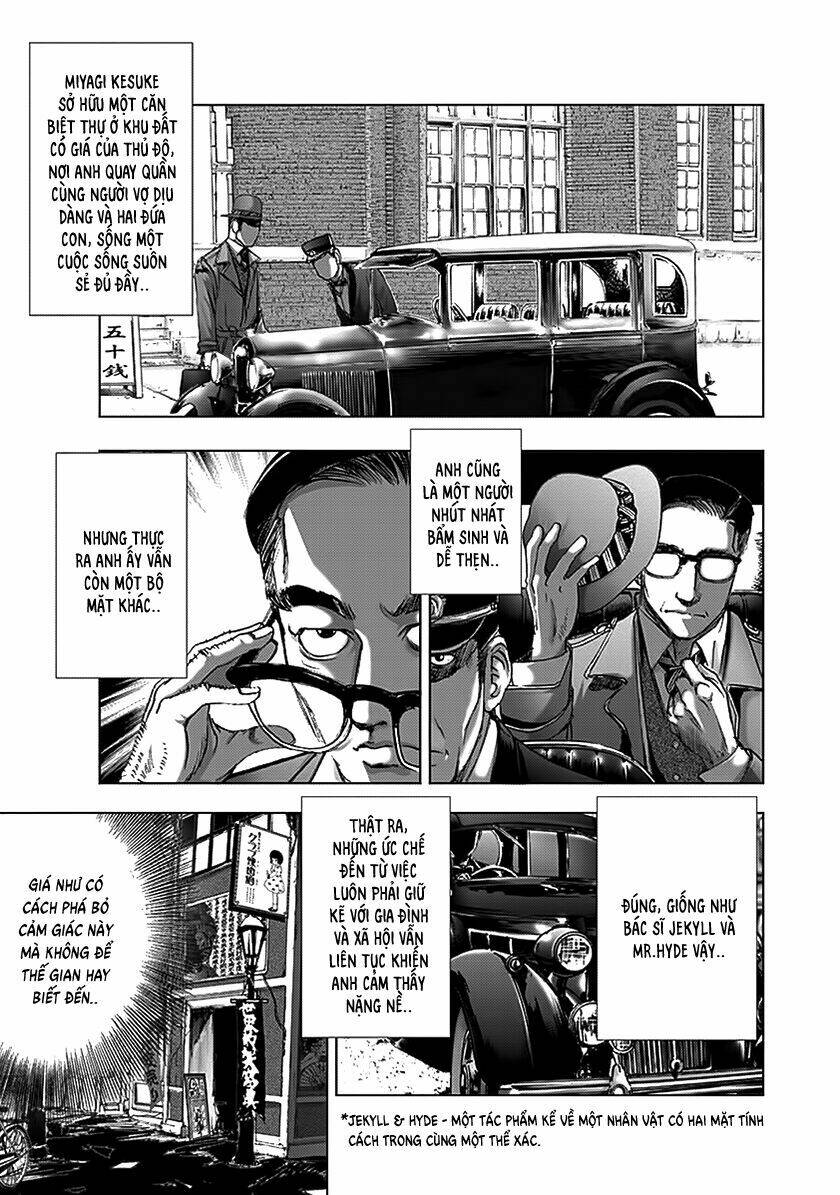 MIYAGI KESUKE
SỞ HỮU MỘT CĂN
BIỆT THỰ Ở KHU ĐẤT
CÓ GIÁ CỦA THỦ ĐỘ,
NƠI ANH QUAY QUẦN
CÙNG NGƯỜI VỢ DỊU
DÀNG VÀ HAI ĐỨA
CON, SỐNG MỘT
CUỘC SỐNG SUÔN
SẺ ĐỦ ĐẦY..
五十銭
ANH CŨNG
LÀ MỘT NGƯỜI
NHÚT NHÁT
BẨM SINH VÀ
DỄ THẸN..
NHƯNG THỰC
RA ANH ẤY VẪN
CÒN MỘT BỘ
MẶT KHÁC..
ĐÚNG, GIỐNG NHƯ
BÁC SĨ JEKYLL VÀ
MR.HYDE VẬY..
THẬT RA,
NHỮNG ỨC CHẾ
ĐẾN TỪ VIỆC
LUÔN PHẢI GIỮ
KẼ VỚI GIA ĐÌNH
VÀ XÃ HỘI VẪN
LIÊN TỤC KHIẾN
ANH CẢM THẤY
NẶNG NỀ..
GIÁ NHƯ CÓ
CÁCH PHÁ BỎ
CẢM GIÁC NÀY
MÀ KHÔNG ĐỂ
THẾ GIAN HAY
BIẾT ĐẾN..
*JEKYLL & HYDE - MỘT TÁC PHẨM KỂ VỀ MỘT NHÂN VẬT CÓ HAI MẶT TÍNH
CÁCH TRONG CÙNG MỘT THỂ XÁC.